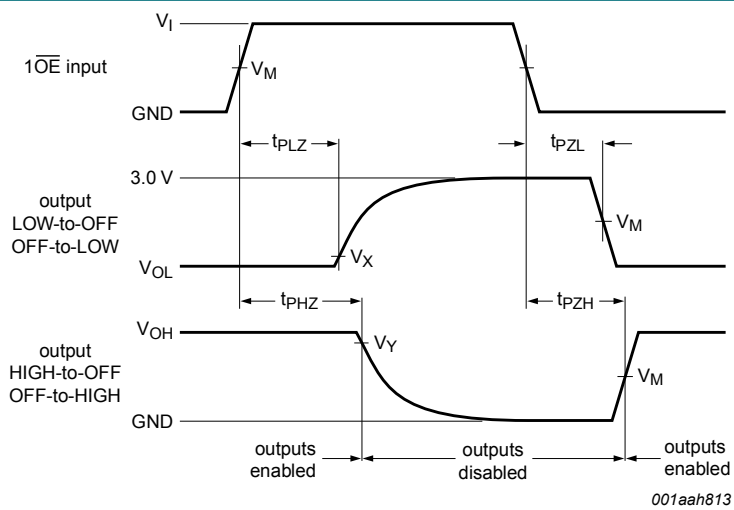 V_I
1O̅E̅ input
V_M
GND
t_PLZ
t_PZL
3.0 V
output
LOW-to-OFF
OFF-to-LOW
V_M
V_X
V_OL
t_PHZ
t_PZH
V_OH
output
HIGH-to-OFF
OFF-to-HIGH
V_Y
V_M
GND
outputs
enabled
outputs
disabled
outputs
enabled
001aah813